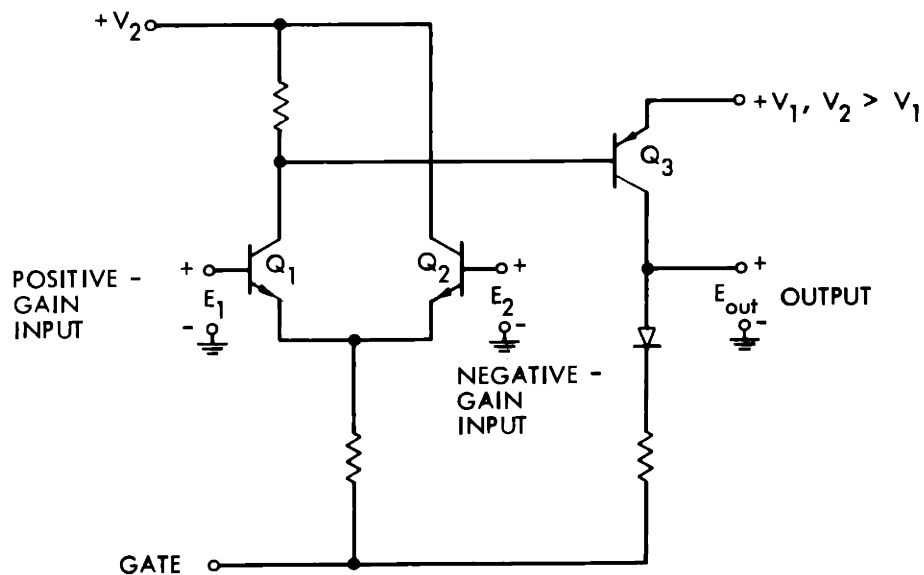 +V2
+V1, V2 > V1
Q3
Q1
Q2
POSITIVE -
GAIN
INPUT
+
E1
-
+
E2
-
NEGATIVE -
GAIN
INPUT
+
Eout
-
OUTPUT
GATE